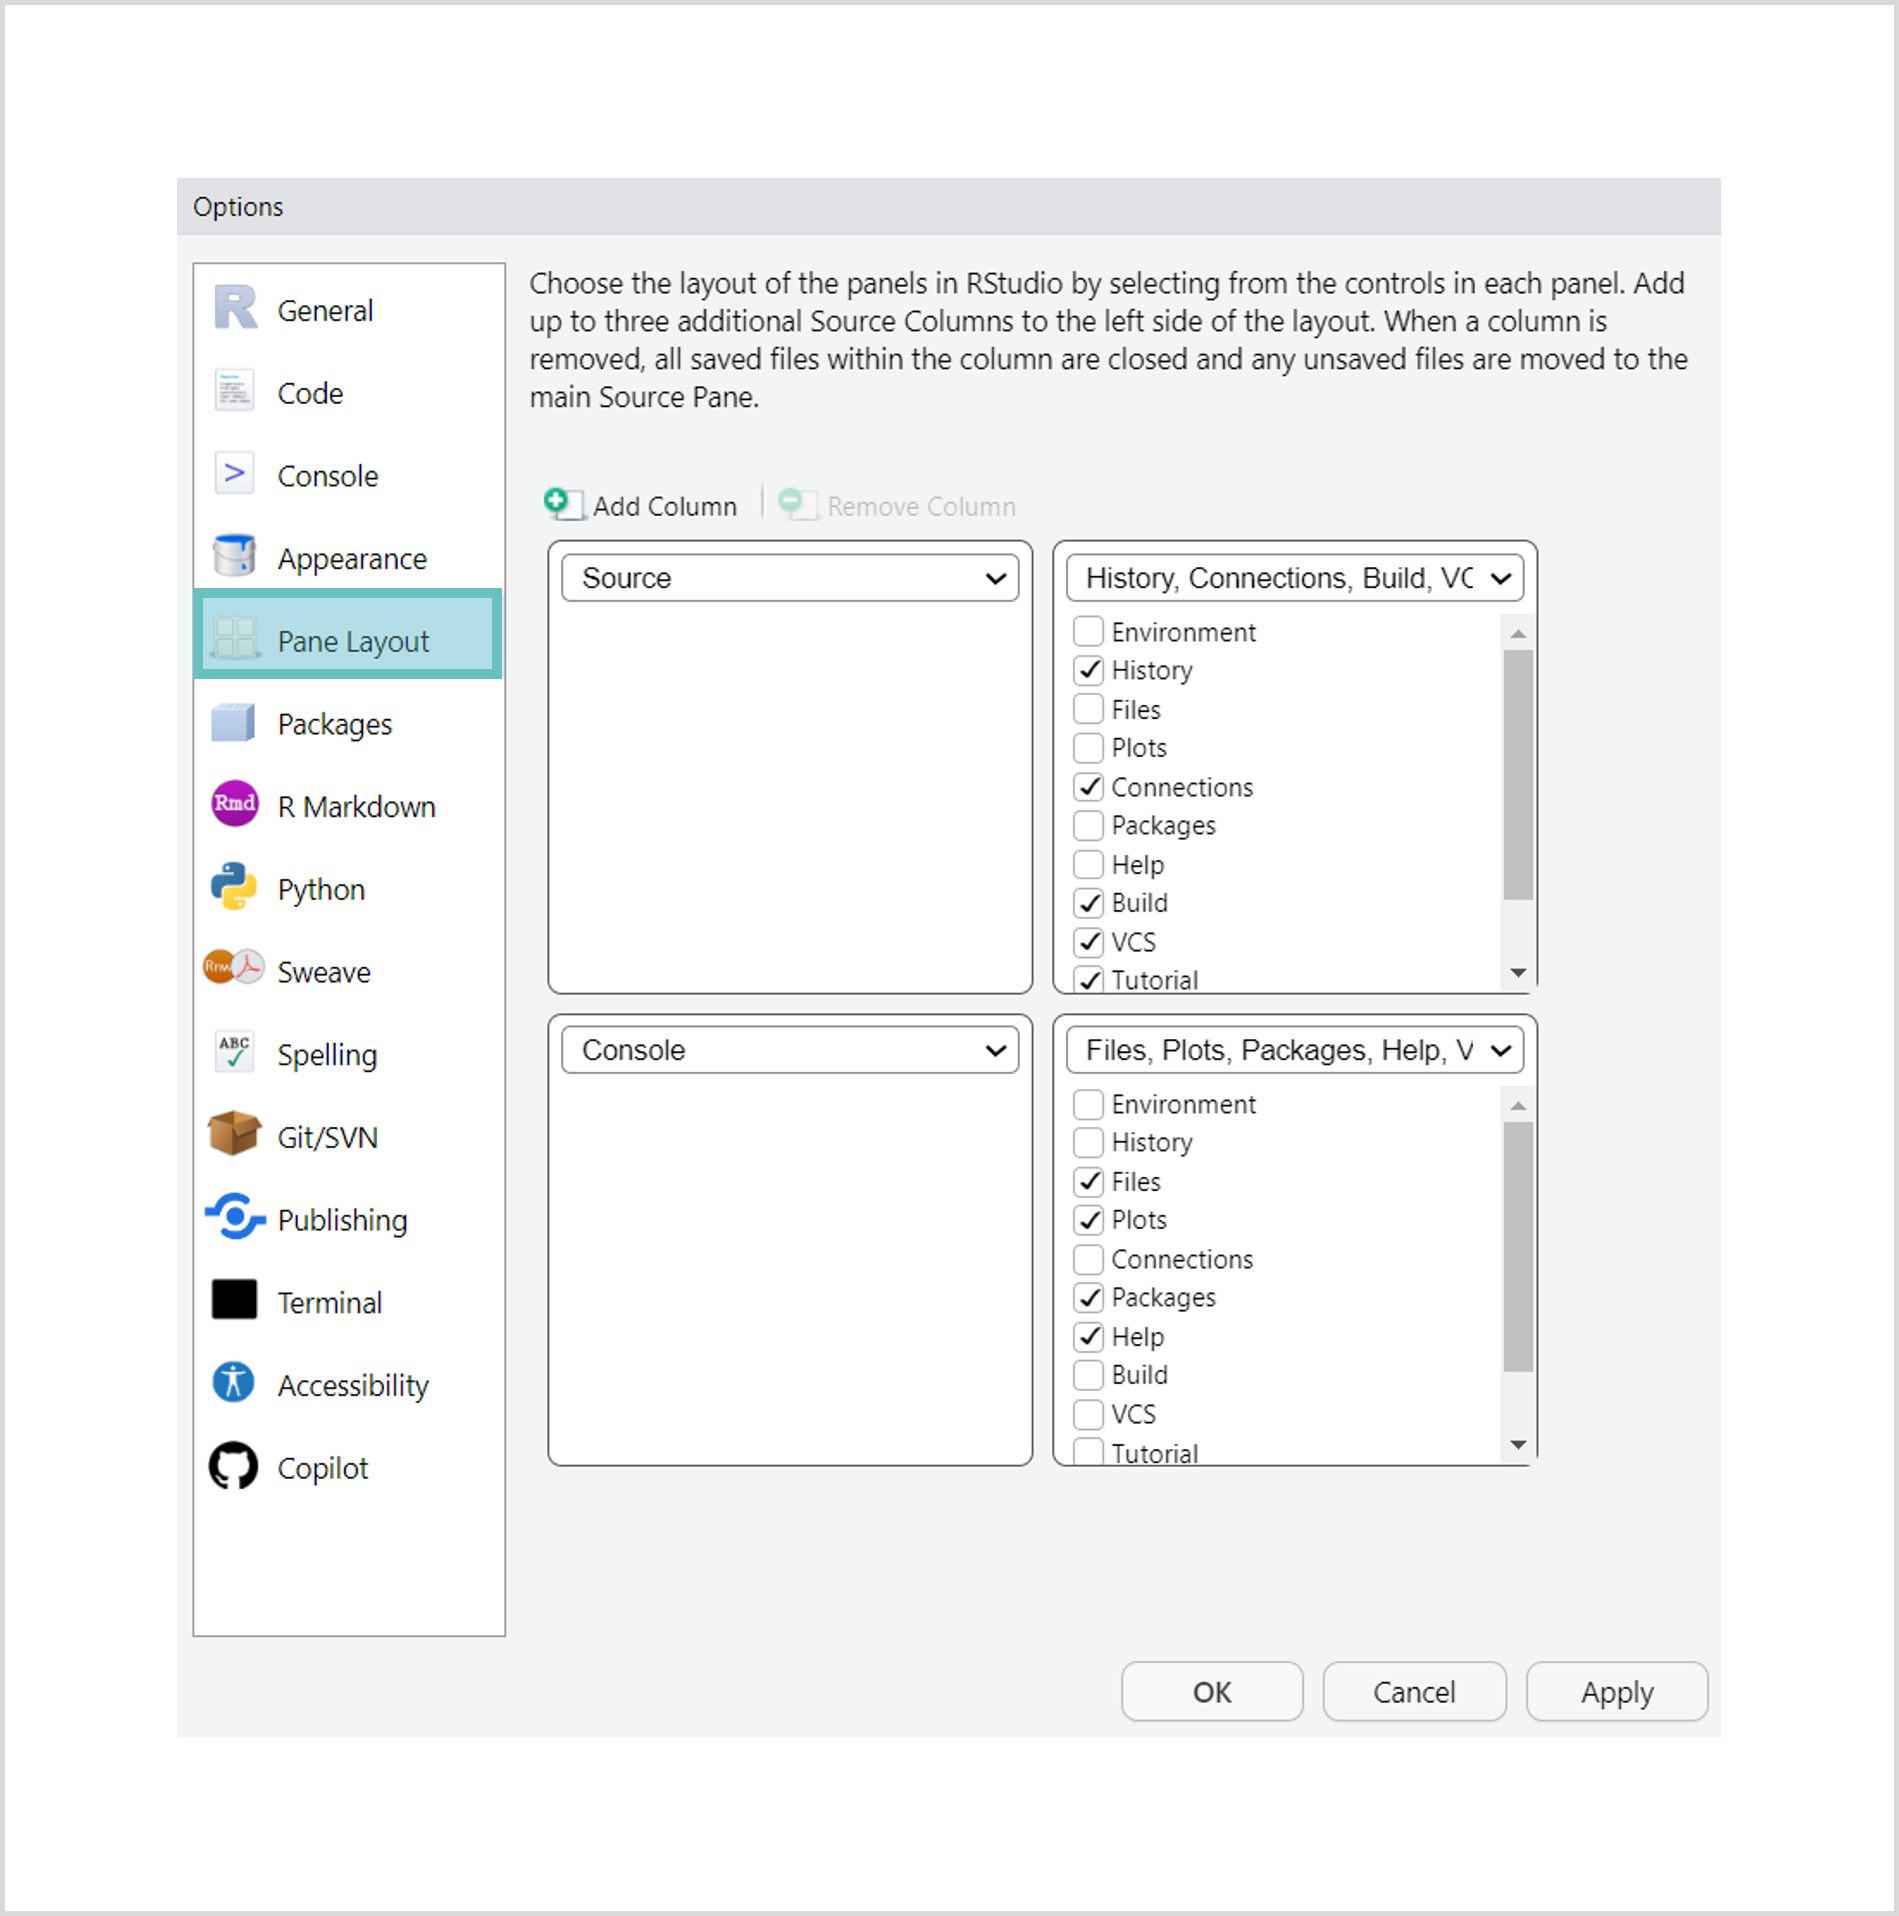 Options
General
Code
>
Console
Appearance
Pane Layout
Packages
Rmd
R Markdown
Python
Rnw
Sweave
ABC
Spelling
Git/SVN
Publishing
Terminal
Accessibility
Copilot
Choose the layout of the panels in RStudio by selecting from the controls in each panel. Add
up to three additional Source Columns to the left side of the layout. When a column is
removed, all saved files within the column are closed and any unsaved files are moved to the
main Source Pane.
Add Column
Remove Column
Source
History, Connections, Build, VC
Environment
History
Files
Plots
Connections
Packages
Help
Build
VCS
Tutorial
Console
Files, Plots, Packages, Help, V
Environment
History
Files
Plots
Connections
Packages
Help
Build
VCS
Tutorial
OK
Cancel
Apply